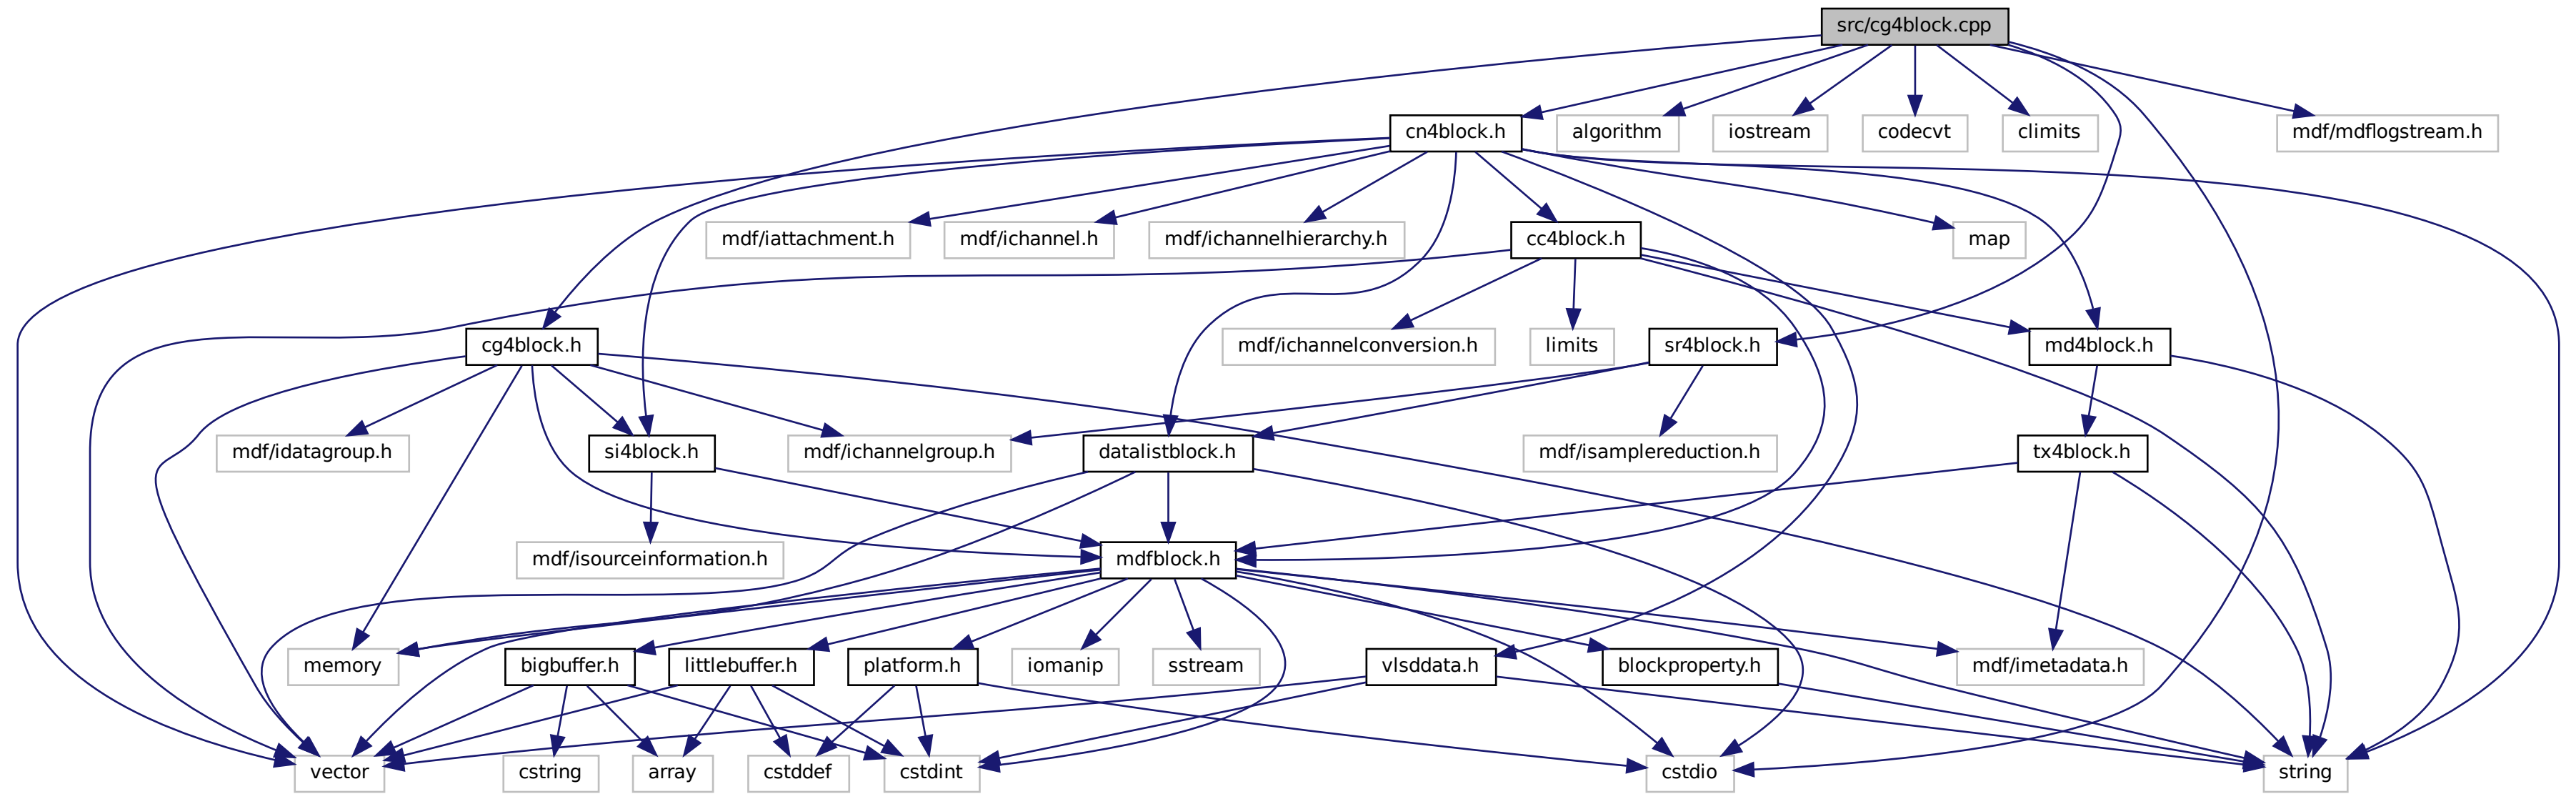 src/cg4block.cpp
cn4block.h
algorithm
iostream
codecvt
climits
mdf/mdflogstream.h
mdf/iattachment.h
mdf/ichannel.h
mdf/ichannelhierarchy.h
cc4block.h
map
cg4block.h
mdf/ichannelconversion.h
limits
sr4block.h
md4block.h
mdf/idatagroup.h
si4block.h
mdf/ichannelgroup.h
datalistblock.h
mdf/isamplereduction.h
tx4block.h
mdf/isourceinformation.h
mdfblock.h
memory
bigbuffer.h
littlebuffer.h
platform.h
iomanip
sstream
vlsddata.h
blockproperty.h
mdf/imetadata.h
vector
cstring
array
cstddef
cstdint
cstdio
string